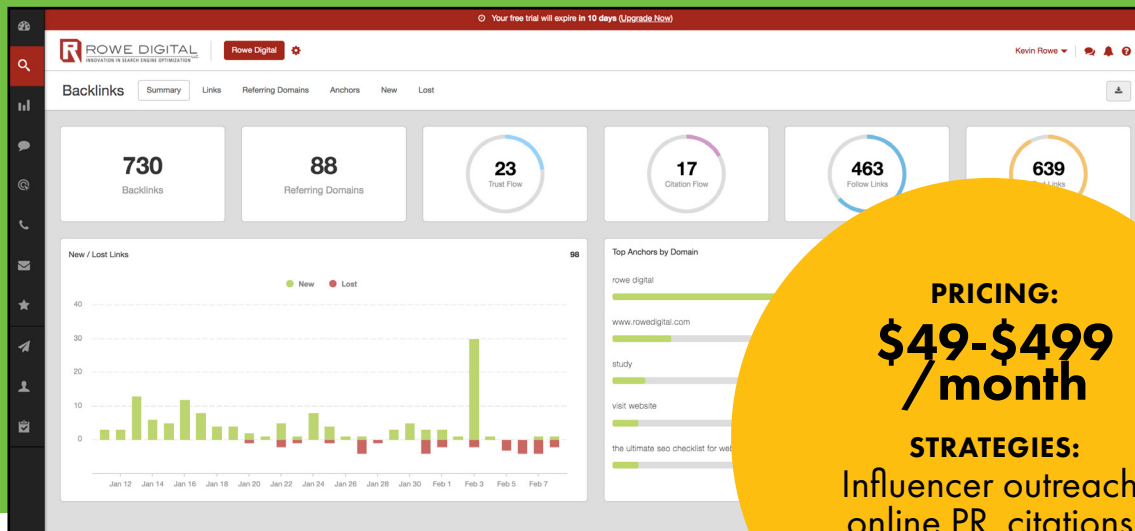 Your free trial will expire in 10 days (Upgrade Now)
ROWE DIGITAL
INNOVATION IN SEARCH ENGINE OPTIMIZATION
Rowe Digital
Kevin Rowe
Backlinks
Summary Links Referring Domains Anchors New Lost
730
Backlinks
88
Referring Domains
23
Trust Flow
17
Citation Flow
463
Follow Links
639
Links
New / Lost Links
98
New Lost
40
30
20
10
0
Jan 12 Jan 14 Jan 16 Jan 18 Jan 20 Jan 22 Jan 24 Jan 26 Jan 28 Jan 30 Feb 1 Feb 3 Feb 5 Feb 7
Top Anchors by Domain
rowe digital
www.rowedigital.com
study
visit website
the ultimate seo checklist for
PRICING:
$49-$499
/month
STRATEGIES:
Influencer outreach
online PR, citations